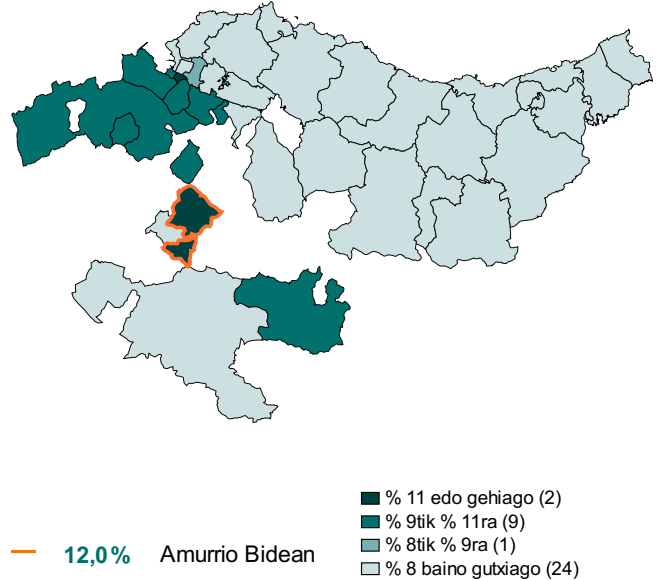 % 11 edo gehiago (2)
% 9tik % 11ra (9)
% 8tik % 9ra (1)
% 8 baino gutxiago (24)
12,0% Amurrio Bidean